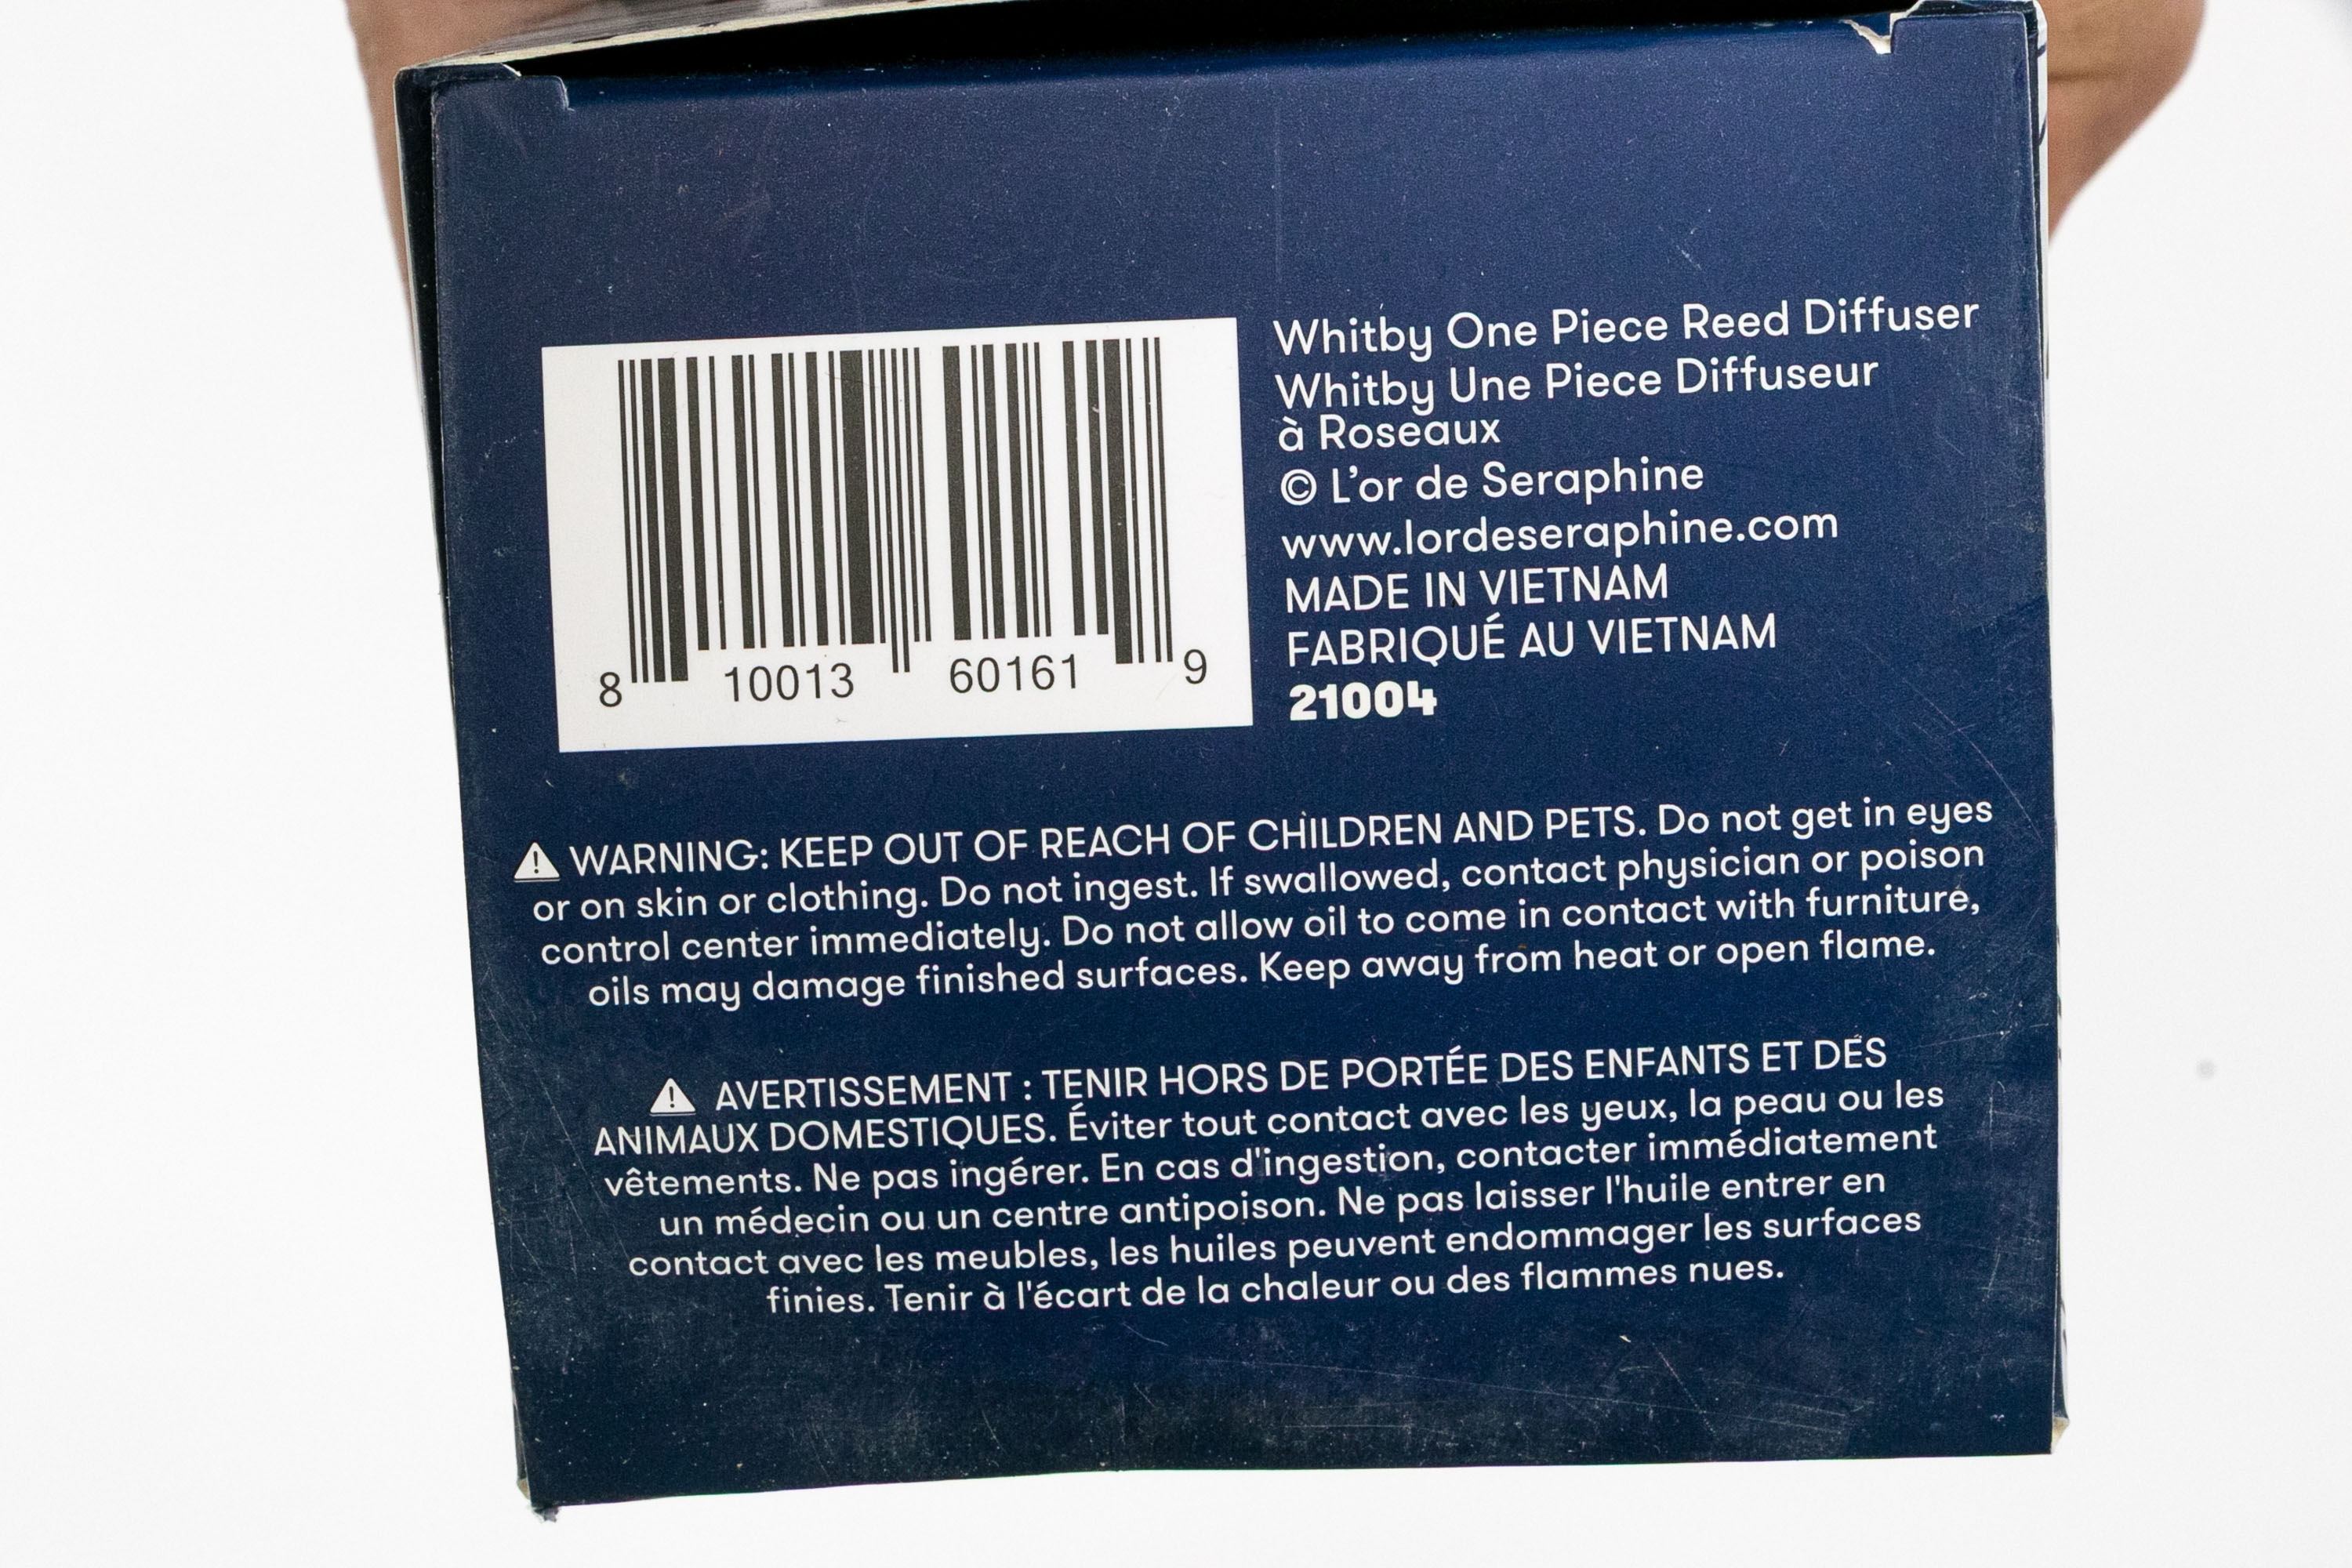 Whitby One Piece Reed Diffuser
Whitby Une Piece Diffuseur
à Roseaux
© L'or de Seraphine
www.lordeseraphine.com
MADE IN VIETNAM
FABRIQUÉ AU VIETNAM
21004
8 10013 60161 9
⚠ WARNING: KEEP OUT OF REACH OF CHILDREN AND PETS. Do not get in eyes
or on skin or clothing. Do not ingest. If swallowed, contact physician or poison
control center immediately. Do not allow oil to come in contact with furniture,
oils may damage finished surfaces. Keep away from heat or open flame.
⚠ AVERTISSEMENT : TENIR HORS DE PORTÉE DES ENFANTS ET DES
ANIMAUX DOMESTIQUES. Éviter tout contact avec les yeux, la peau ou les
vêtements. Ne pas ingérer. En cas d'ingestion, contacter immédiatement
un médecin ou un centre antipoison. Ne pas laisser l'huile entrer en
contact avec les meubles, les huiles peuvent endommager les surfaces
finies. Tenir à l'écart de la chaleur ou des flammes nues.